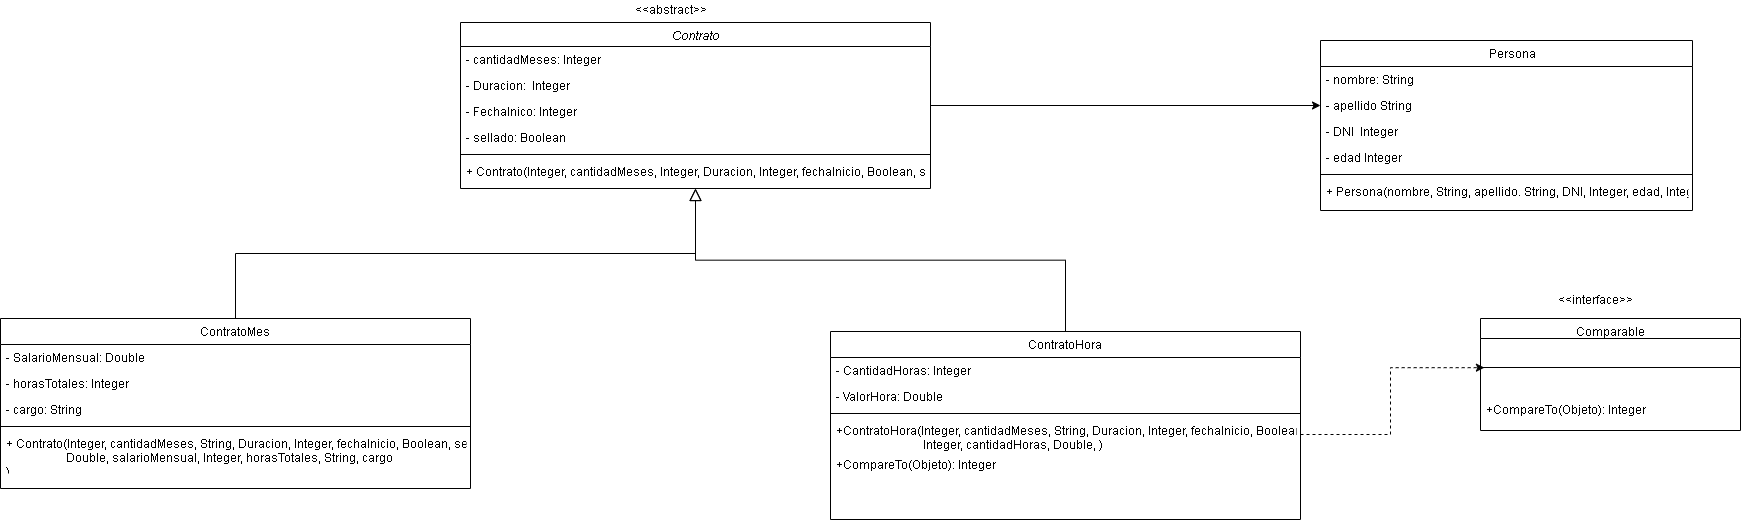 <<abstract>>
Contrato
- cantidadMeses: Integer
- Duracion:  Integer
- FechaInico: Integer
- sellado: Boolean
+ Contrato(Integer, cantidadMeses, Integer, Duracion, Integer, fechaInicio, Boolean, s
Persona
- nombre: String
- apellido String
- DNI  Integer
- edad Integer
+ Persona(nombre, String, apellido. String, DNI, Integer, edad, Integ
ContratoMes
- SalarioMensual: Double
- horasTotales: Integer
- cargo: String
+ Contrato(Integer, cantidadMeses, String, Duracion, Integer, fechaInicio, Boolean, se
Double, salarioMensual, Integer, horasTotales, String, cargo
)
ContratoHora
- CantidadHoras: Integer
- ValorHora: Double
+ContratoHora(Integer, cantidadMeses, String, Duracion, Integer, fechaInicio, Boolean
Integer, cantidadHoras, Double, )
+CompareTo(Objeto): Integer
<<interface>>
Comparable
+CompareTo(Objeto): Integer